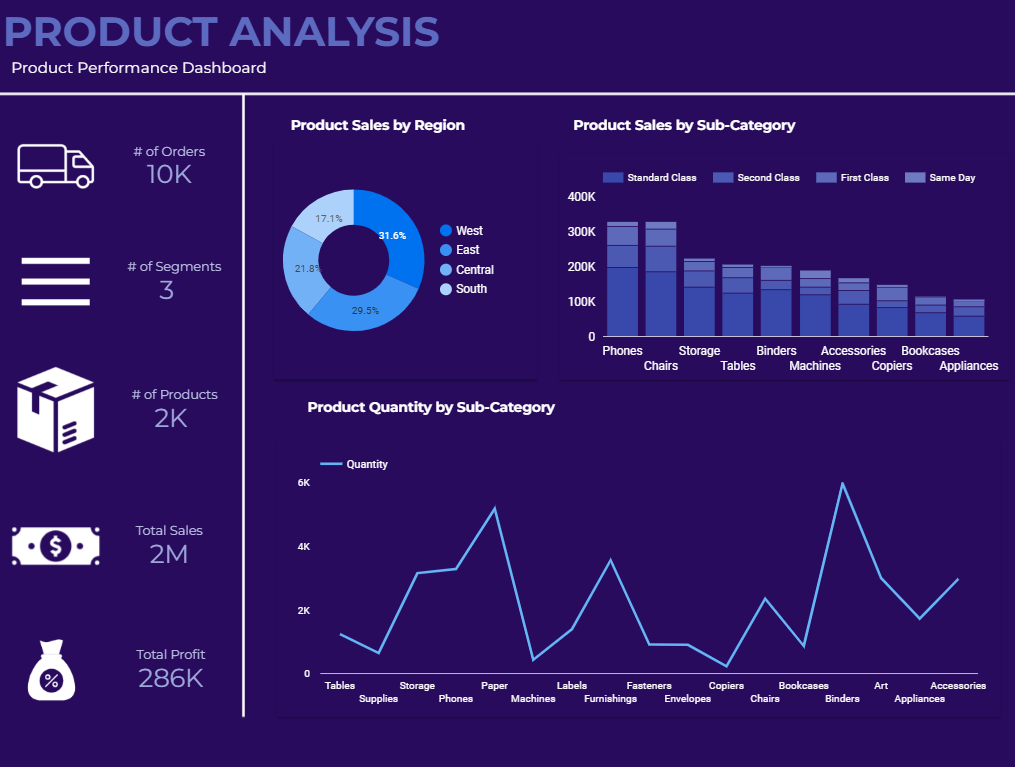 PRODUCT ANALYSIS
Product Performance Dashboard
# of Orders
10K
# of Segments
3
# of Products
2K
$
Total Sales
2M
%
Total Profit
286K
Product Sales by Region
31.6%
29.5%
21.8%
17.1%
West
East
Central
South
Product Sales by Sub-Category
Standard Class Second Class First Class Same Day
400K
300K
200K
100K
0
Phones Storage Binders Accessories Bookcases
Chairs Tables Machines Copiers Appliances
Product Quantity by Sub-Category
Quantity
6K
4K
2K
0
Tables Storage Paper Labels Fasteners Copiers Bookcases Art Accessories
Supplies Phones Machines Furnishings Envelopes Chairs Binders Appliances